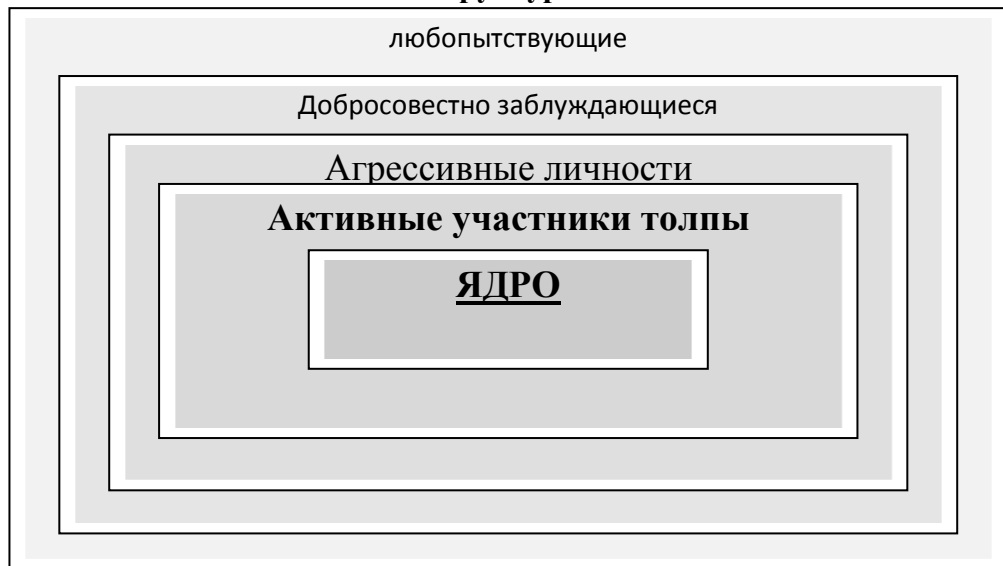 любопытствующие
Добросовестно заблуждающиеся
Агрессивные личности
Активные участники толпы
ЯДРО